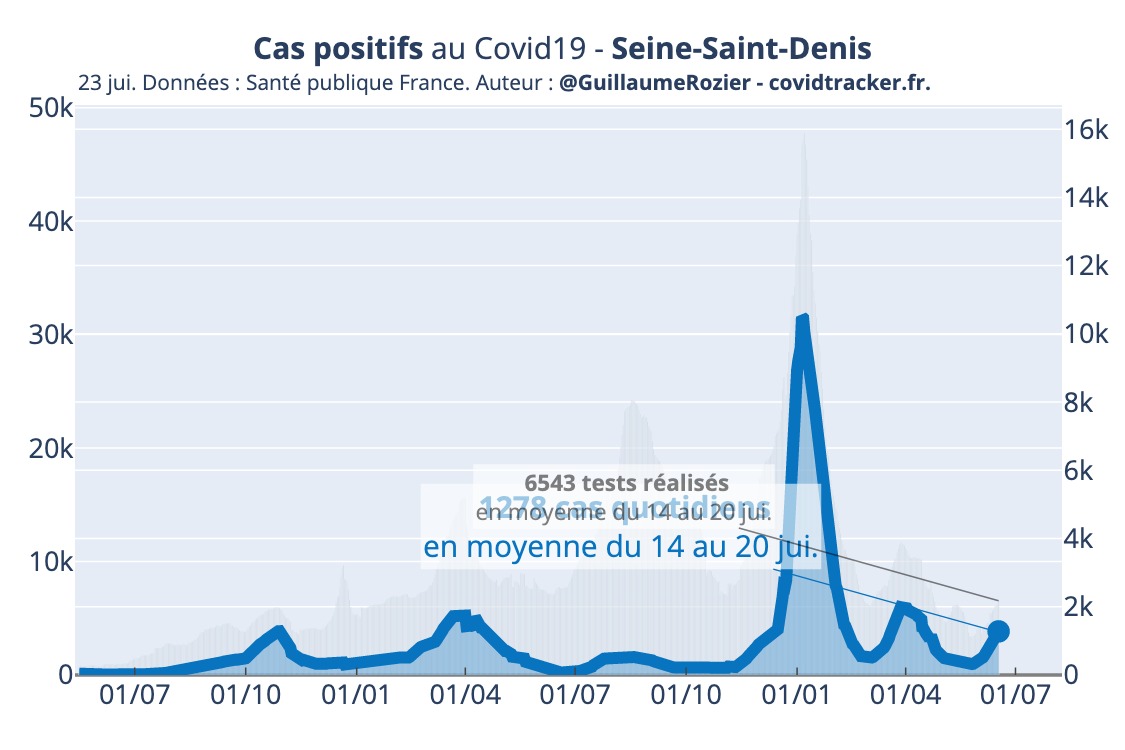 Cas positifs au Covid19 - Seine-Saint-Denis
23 jui. Données : Santé publique France. Auteur : @GuillaumeRozier - covidtracker.fr.
50k
40k
30k
20k
10k
0
16k
14k
12k
10k
8k
6k
4k
2k
0
6543 tests réalisés
en moyenne du 14 au 20 jui.
1278 cas quotidiens
en moyenne du 14 au 20 jui.
01/07 01/10 01/01 01/04 01/07 01/10 01/01 01/04 01/07